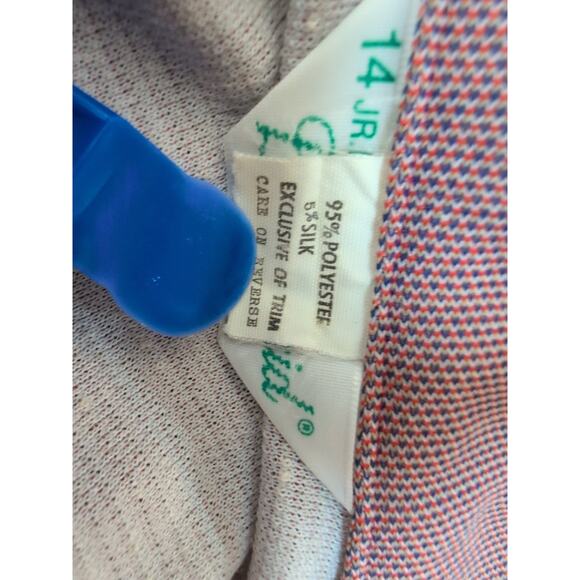 14 JR.
95% POLYESTER
5% SILK
EXCLUSIVE OF TRIM
CARE ON REVERSE
®